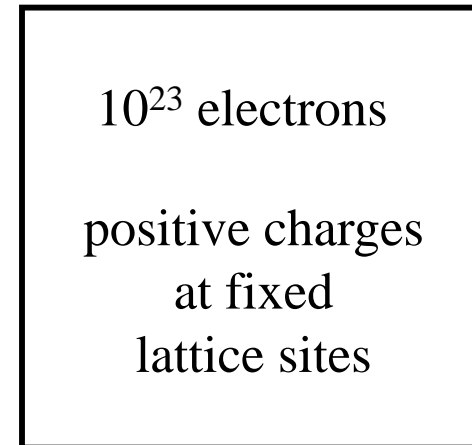 10²³ electrons
positive charges
at fixed
lattice sites